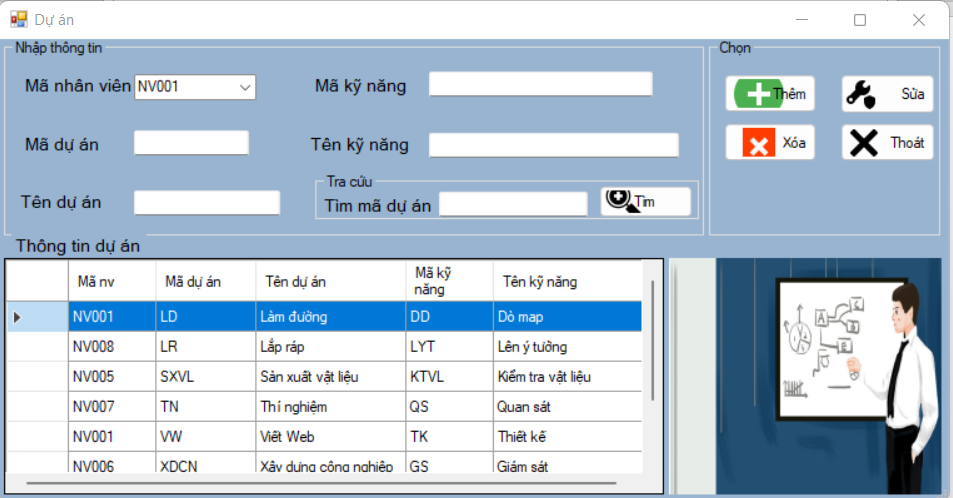 Dự án
Nhập thông tin
Mã nhân viên NV001
Mã kỹ năng
Mã dự án
Tên kỹ năng
Tên dự án
Tra cứu
Tìm mã dự án
Tìm
Chọn
Thêm
Sửa
Xóa
Thoát
Thông tin dự án
Mã nv Mã dự án Tên dự án Mã kỹ năng Tên kỹ năng
NV001 LD Làm đường DD Dò map
NV008 LR Lắp ráp LYT Lên ý tưởng
NV005 SXVL Sản xuất vật liệu KTVL Kiểm tra vật liệu
NV007 TN Thí nghiệm QS Quan sát
NV001 VW Viết Web TK Thiết kế
NV006 XDCN Xây dựng công nghiệp GS Giám sát
A